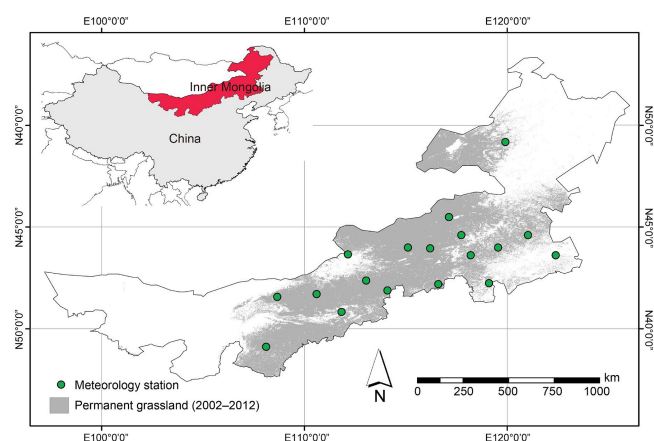 E100°0'0" E110°0'0" E120°0'0"
Inner Mongolia
China
N40°0'0"
N45°0'0"
N50°0'0"
N50°0'0"
N45°0'0"
N40°0'0"
Meteorology station
Permanent grassland (2002–2012)
N
km
0 250 500 750 1000
E100°0'0" E110°0'0" E120°0'0"